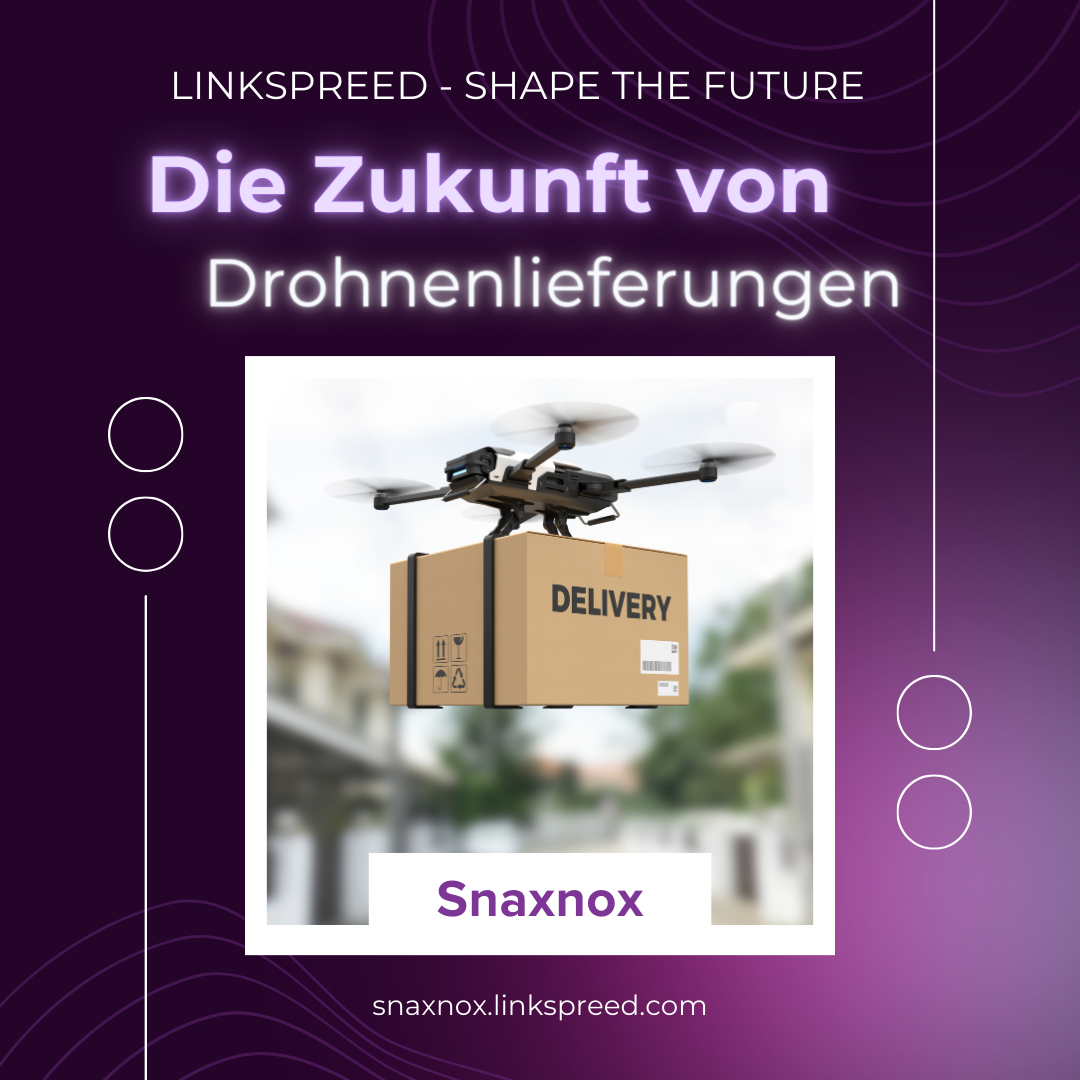 LINKSPREED - SHAPE THE FUTURE
Die Zukunft von
Drohnenlieferungen
DELIVERY
Snaxnox
snaxnox.linkspreed.com